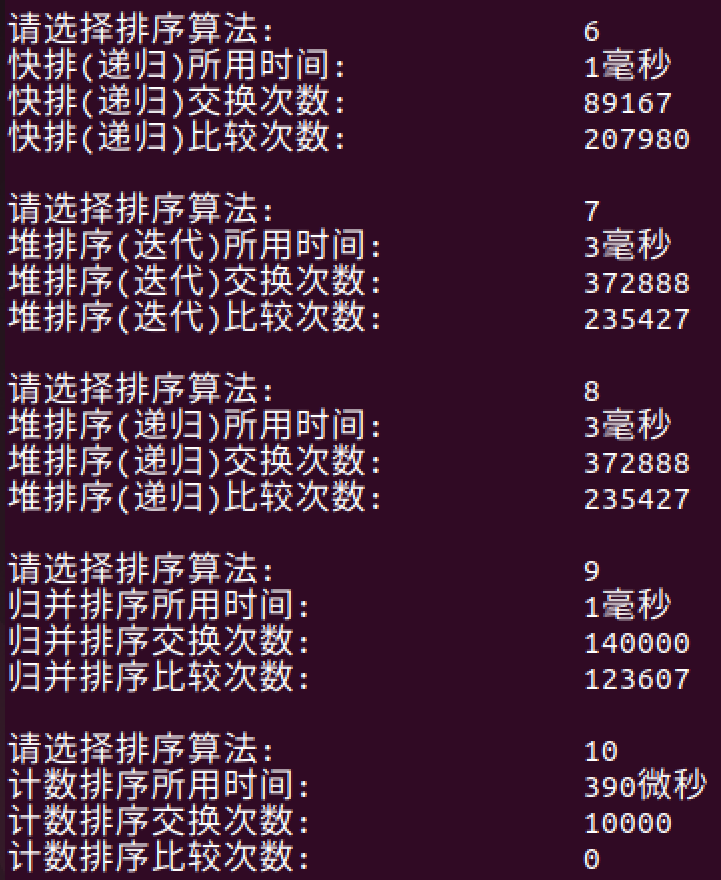 请选择排序算法: 6
快排(递归)所用时间: 1毫秒
快排(递归)交换次数: 89167
快排(递归)比较次数: 207980
请选择排序算法: 7
堆排序(迭代)所用时间: 3毫秒
堆排序(迭代)交换次数: 372888
堆排序(迭代)比较次数: 235427
请选择排序算法: 8
堆排序(递归)所用时间: 3毫秒
堆排序(递归)交换次数: 372888
堆排序(递归)比较次数: 235427
请选择排序算法: 9
归并排序所用时间: 1毫秒
归并排序交换次数: 140000
归并排序比较次数: 123607
请选择排序算法: 10
计数排序所用时间: 390微秒
计数排序交换次数: 10000
计数排序比较次数: 0